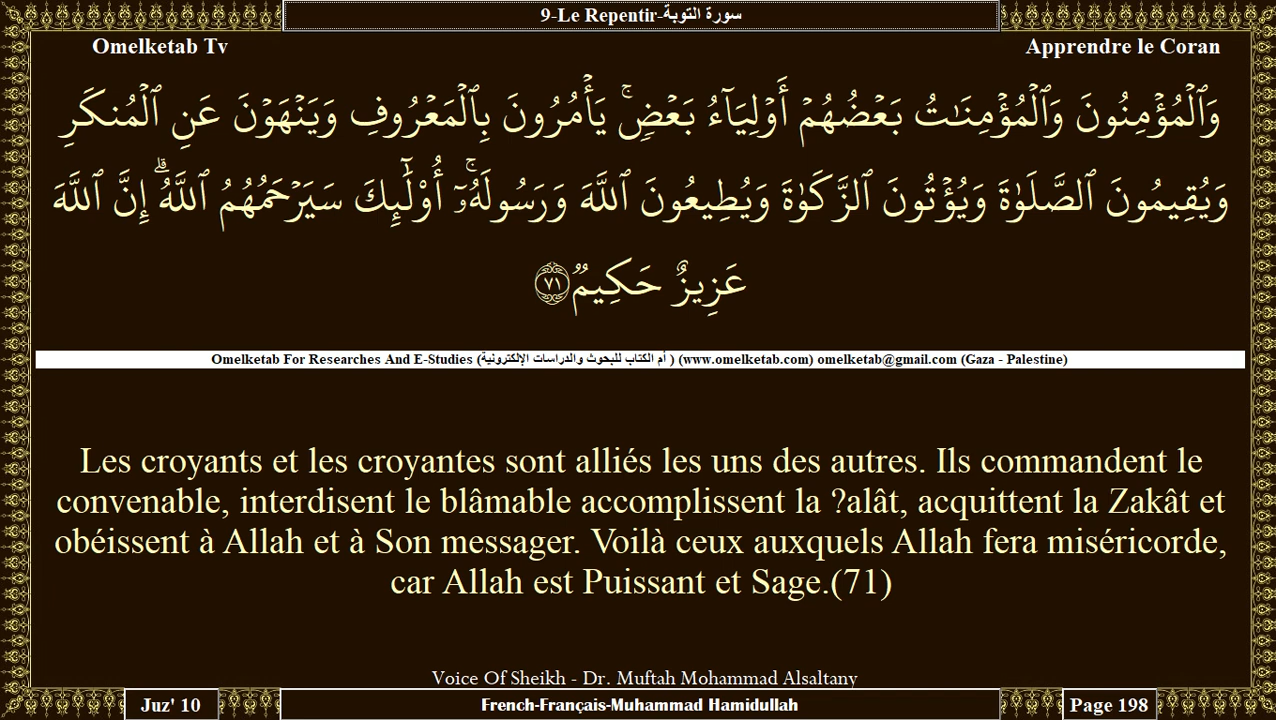 9-Le Repentir-سورة التوبة
Omelketab Tv
Apprendre le Coran
وَٱلْمُؤْمِنُونَ وَٱلْمُؤْمِنَـٰتُ بَعْضُهُمْ أَوْلِيَآءُ بَعْضٍ ۚ يَأْمُرُونَ بِٱلْمَعْرُوفِ وَيَنْهَوْنَ عَنِ ٱلْمُنكَرِ
وَيُقِيمُونَ ٱلصَّلَوٰةَ وَيُؤْتُونَ ٱلزَّكَوٰةَ وَيُطِيعُونَ ٱللَّهَ وَرَسُولَهُۥٓ ۚ أُو۟لَـٰٓئِكَ سَيَرْحَمُهُمُ ٱللَّهُ ۗ إِنَّ ٱللَّهَ
عَزِيزٌ حَكِيمٌ ٧١
Omelketab For Researches And E-Studies (أم الكتاب للبحوث والدراسات الإلكترونية ) (www.omelketab.com) omelketab@gmail.com (Gaza - Palestine)
Les croyants et les croyantes sont alliés les uns des autres. Ils commandent le
convenable, interdisent le blâmable accomplissent la ?alât, acquittent la Zakât et
obéissent à Allah et à Son messager. Voilà ceux auxquels Allah fera miséricorde,
car Allah est Puissant et Sage.(71)
Voice Of Sheikh - Dr. Muftah Mohammad Alsaltany
Juz' 10
French-Français-Muhammad Hamidullah
Page 198